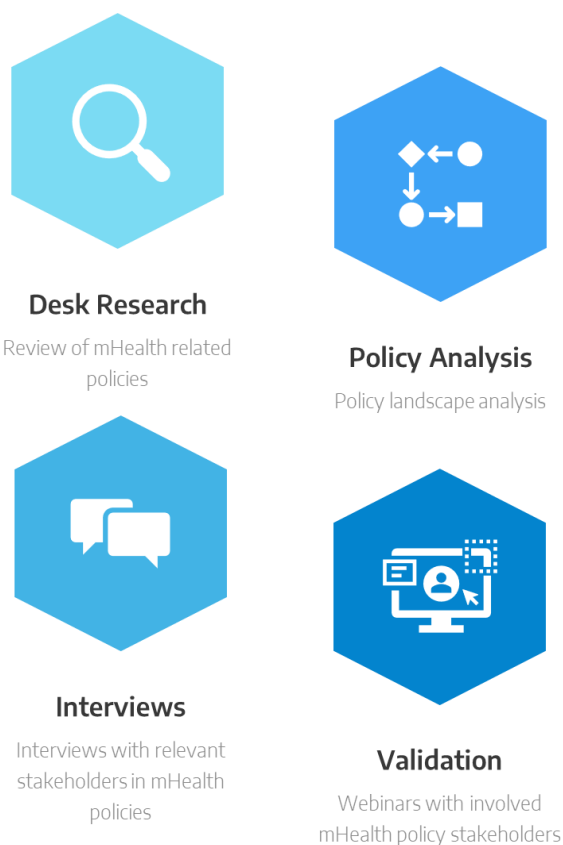 Desk Research
Review of mHealth related
policies
Policy Analysis
Policy landscape analysis
Interviews
Interviews with relevant
stakeholders in mHealth
policies
Validation
Webinars with involved
mHealth policy stakeholders